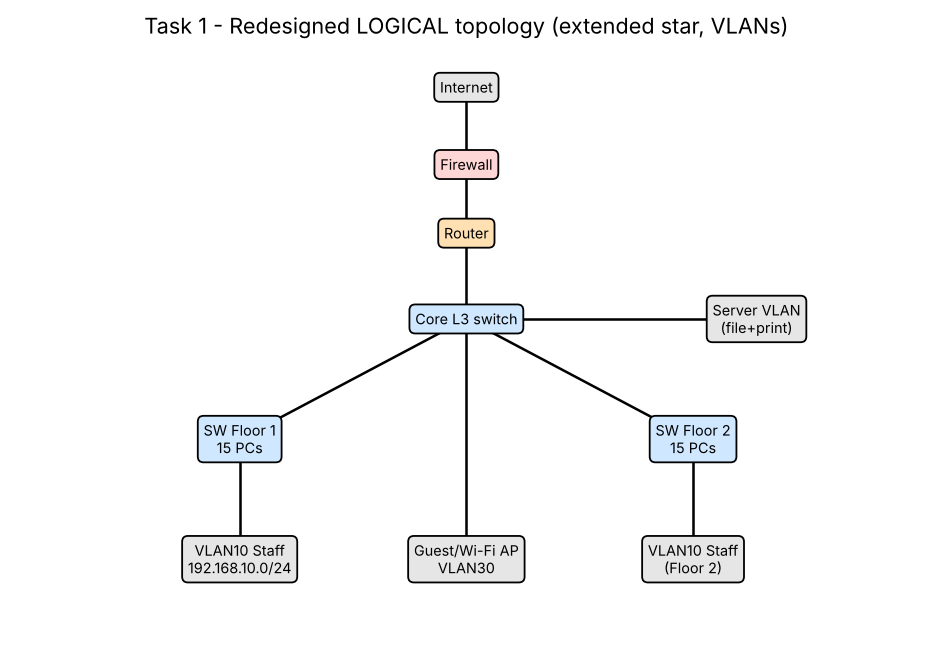 Task 1 - Redesigned LOGICAL topology (extended star, VLANs)
Internet
Firewall
Router
Core L3 switch
Server VLAN
(file+print)
SW Floor 1
15 PCs
SW Floor 2
15 PCs
VLAN10 Staff
192.168.10.0/24
Guest/Wi-Fi AP
VLAN30
VLAN10 Staff
(Floor 2)